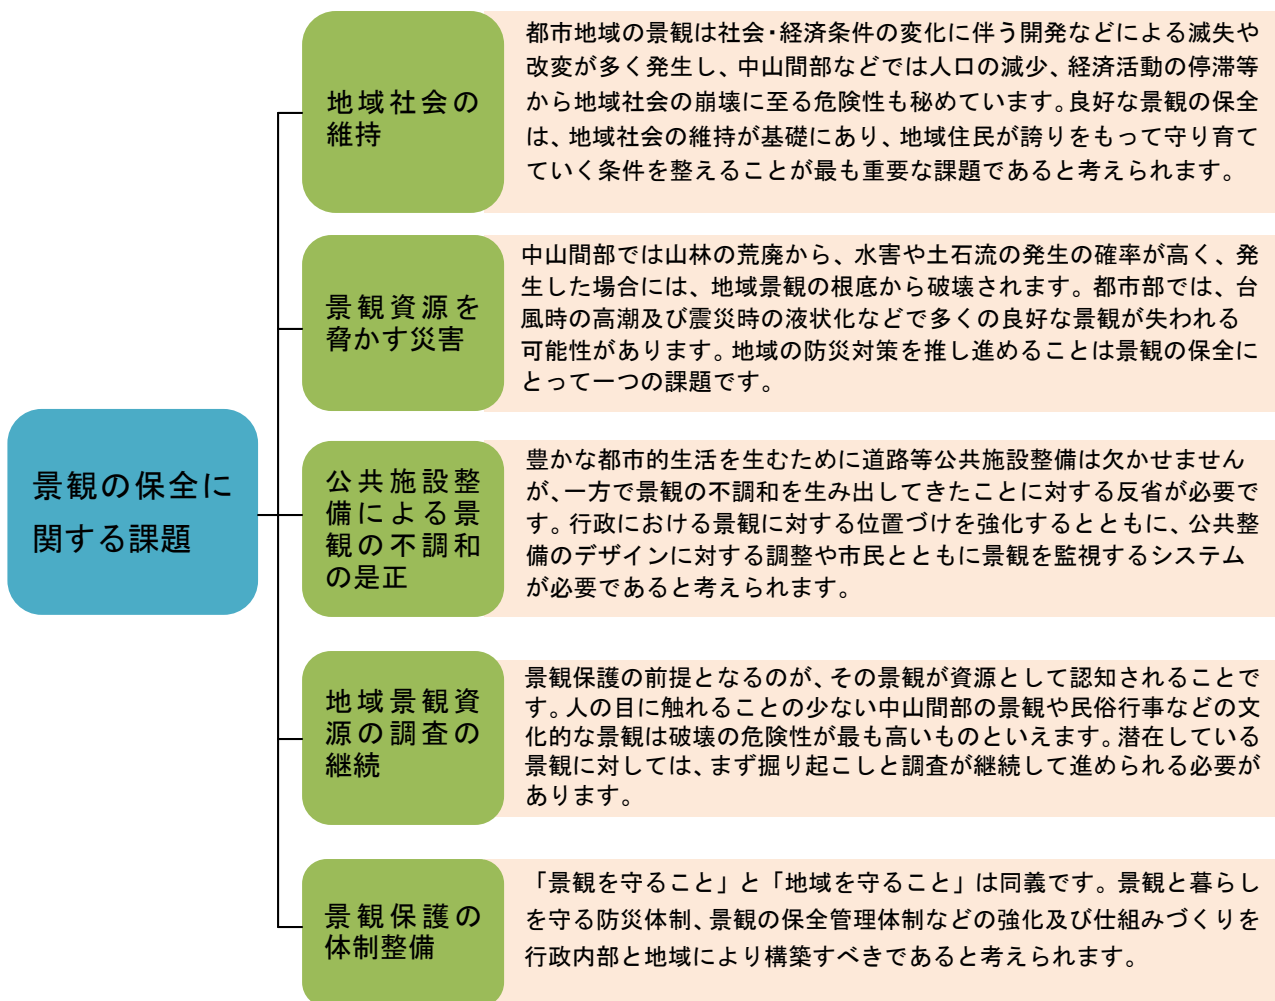 景観の保全に
関する課題
地域社会の
維持
都市地域の景観は社会・経済条件の変化に伴う開発などによる滅失や
改変が多く発生し、中山間部などでは人口の減少、経済活動の停滞等
から地域社会の崩壊に至る危険性も秘めています。良好な景観の保全
は、地域社会の維持が基礎にあり、地域住民が誇りをもって守り育て
ていく条件を整えることが最も重要な課題であると考えられます。
景観資源を
脅かす災害
中山間部では山林の荒廃から、水害や土石流の発生の確率が高く、発
生した場合には、地域景観の根底から破壊されます。都市部では、台
風時の高潮及び震災時の液状化などで多くの良好な景観が失われる
可能性があります。地域の防災対策を推し進めることは景観の保全に
とって一つの課題です。
公共施設整
備による景
観の不調和
の是正
豊かな都市的生活を生むために道路等公共施設整備は欠かせません
が、一方で景観の不調和を生み出してきたことに対する反省が必要で
す。行政における景観に対する位置づけを強化するとともに、公共整
備のデザインに対する調整や市民とともに景観を監視するシステム
が必要であると考えられます。
地域景観資
源の調査の
継続
景観保護の前提となるのが、その景観が資源として認知されることで
す。人の目に触れることの少ない中山間部の景観や民俗行事などの文
化的な景観は破壊の危険性が最も高いものといえます。潜在している
景観に対しては、まず掘り起こしと調査が継続して進められる必要が
あります。
景観保護の
体制整備
「景観を守ること」と「地域を守ること」は同義です。景観と暮らし
を守る防災体制、景観の保全管理体制などの強化及び仕組みづくりを
行政内部と地域により構築すべきであると考えられます。